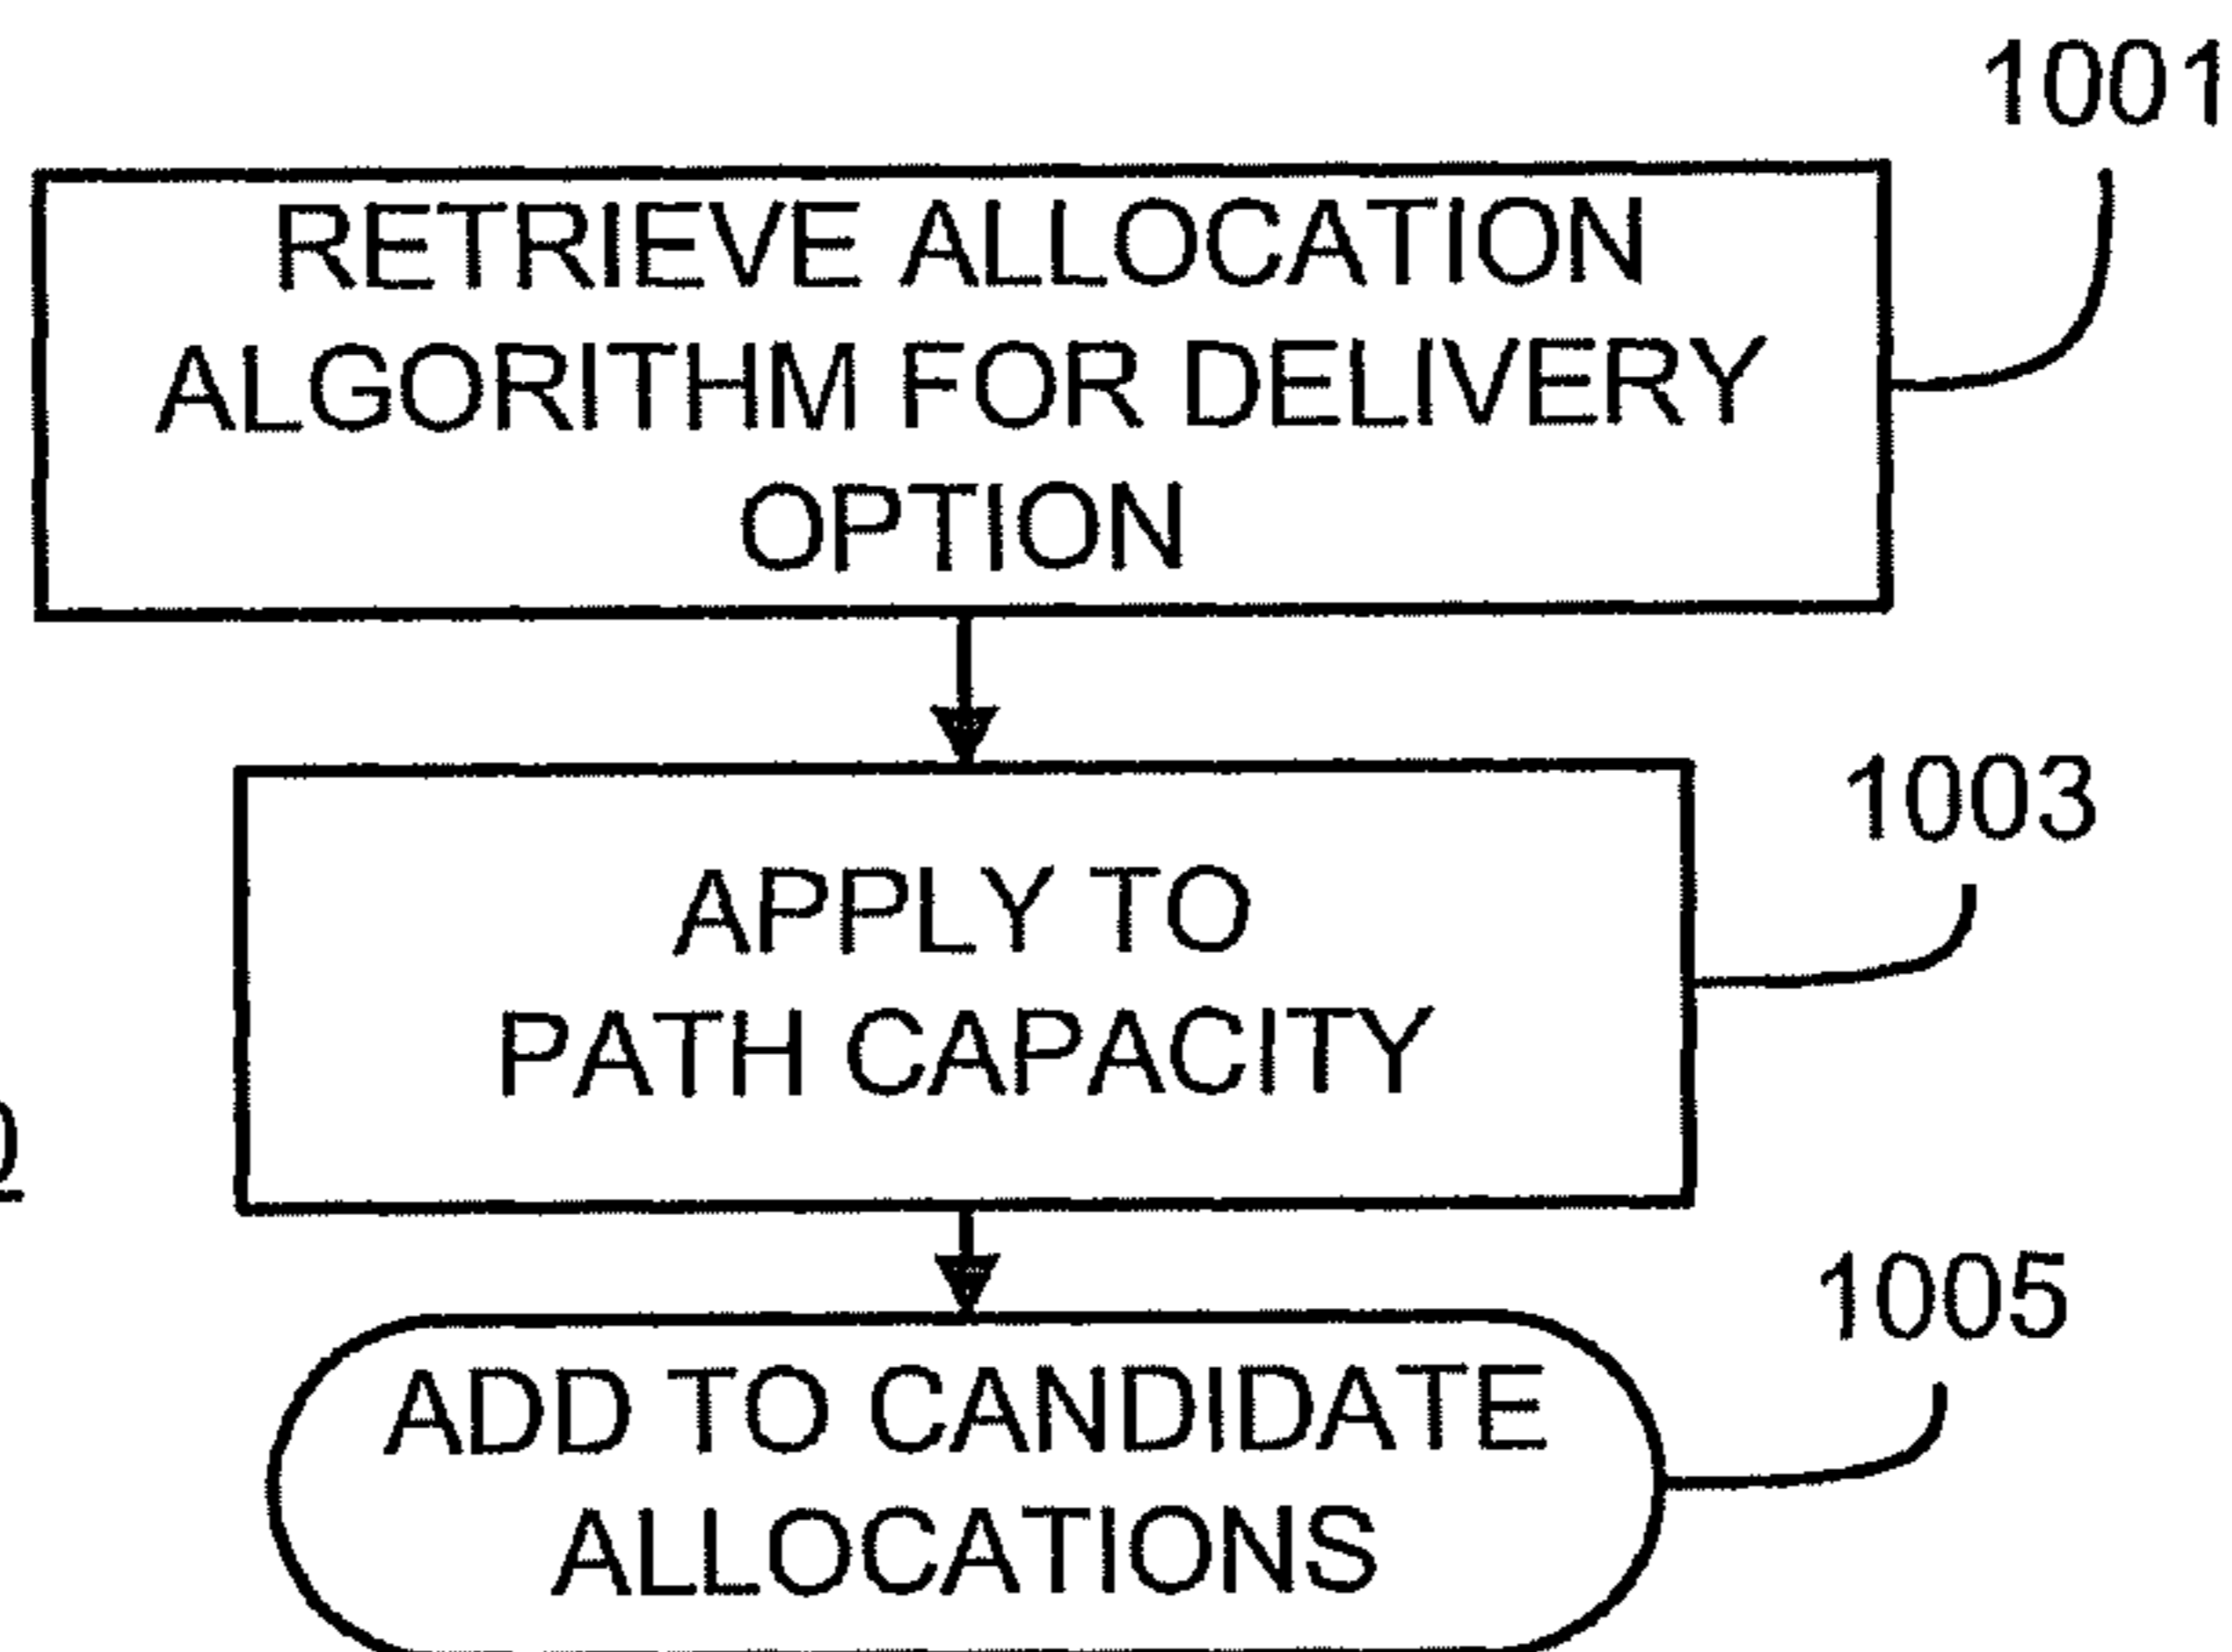 1001
RETRIEVE ALLOCATION
ALGORITHM FOR DELIVERY
OPTION
1003
APPLY TO
PATH CAPACITY
1005
ADD TO CANDIDATE
ALLOCATIONS